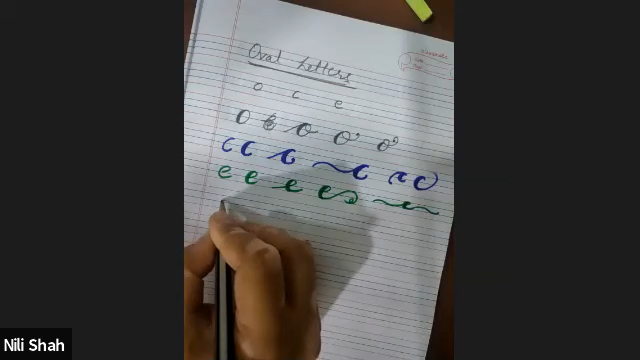 Oval Letters
o c e
o o o o
c c c c c c
e e e e e
Nili Shah